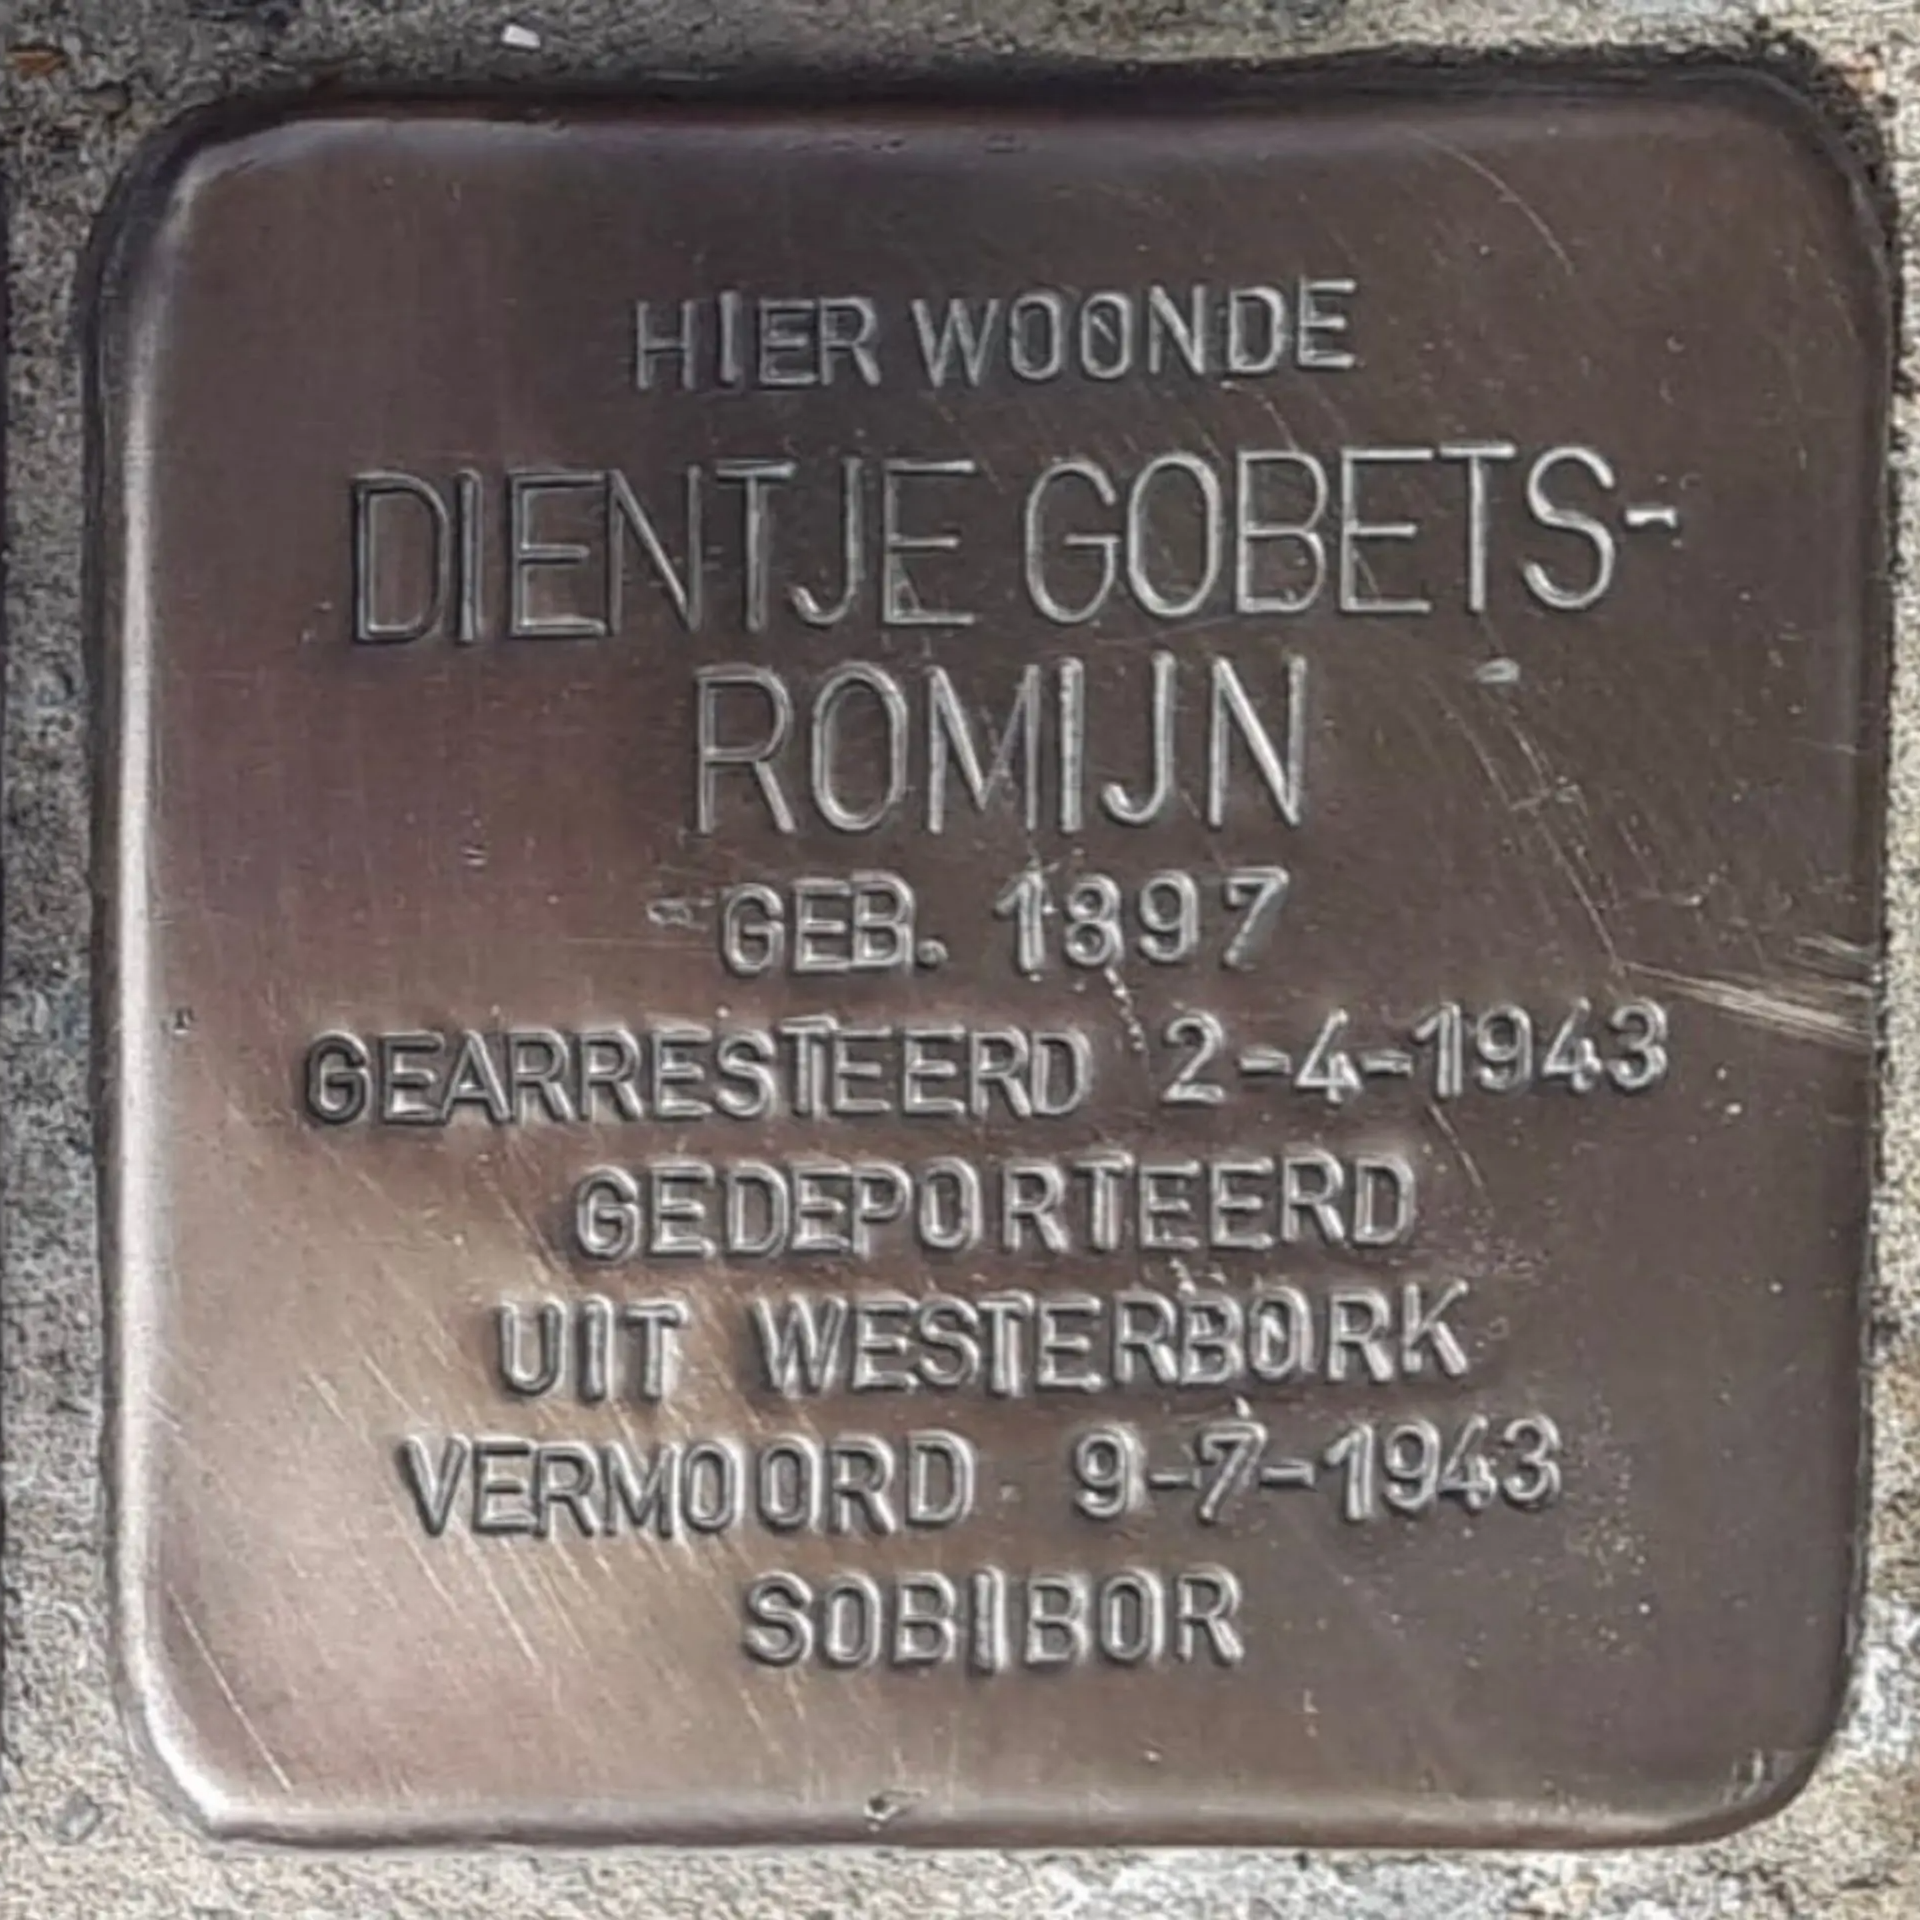 HIER WOONDE
DIENTJE GOBETS-
ROMIJN
GEB. 1897
GEARRESTEERD 2-4-1943
GEDEPORTEERD
UIT WESTERBORK
VERMOORD 9-7-1943
SOBIBOR